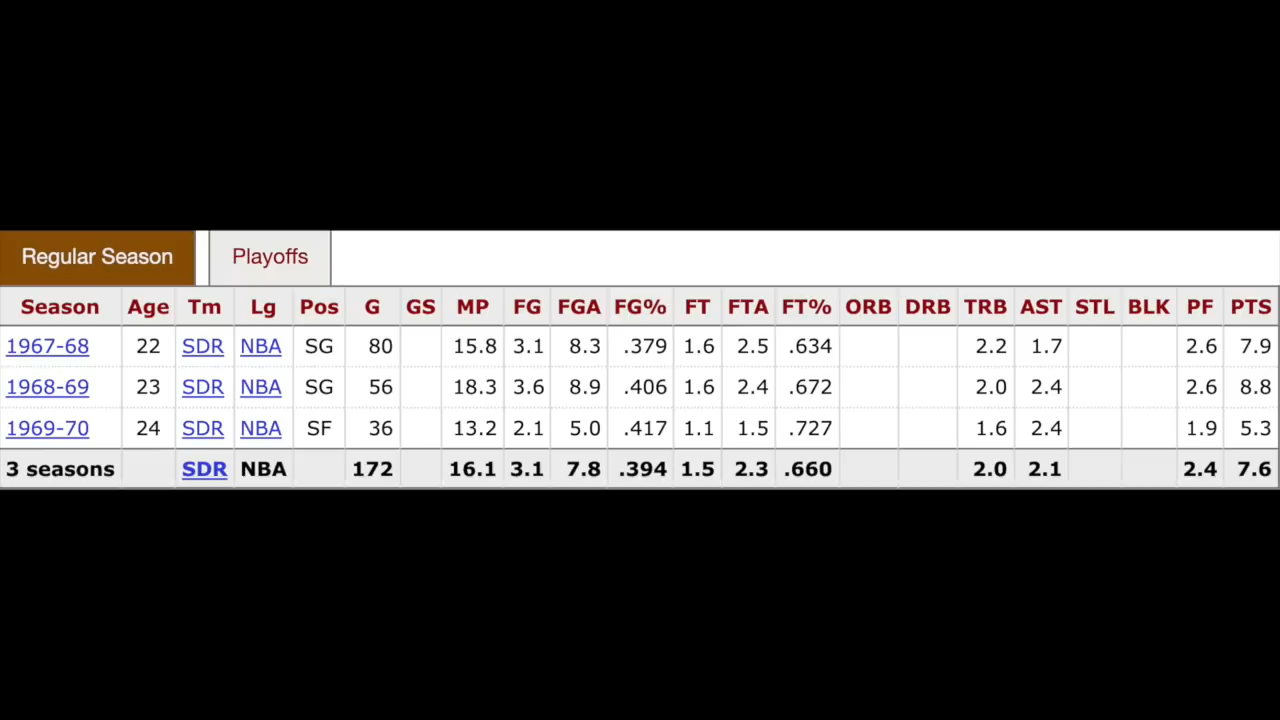 Regular Season Playoffs
Season Age Tm Lg Pos G GS MP FG FGA FG% FT FTA FT% ORB DRB TRB AST STL BLK PF PTS
1967-68 22 SDR NBA SG 80 15.8 3.1 8.3 .379 1.6 2.5 .634 2.2 1.7 2.6 7.9
1968-69 23 SDR NBA SG 56 18.3 3.6 8.9 .406 1.6 2.4 .672 2.0 2.4 2.6 8.8
1969-70 24 SDR NBA SF 36 13.2 2.1 5.0 .417 1.1 1.5 .727 1.6 2.4 1.9 5.3
3 seasons SDR NBA 172 16.1 3.1 7.8 .394 1.5 2.3 .660 2.0 2.1 2.4 7.6